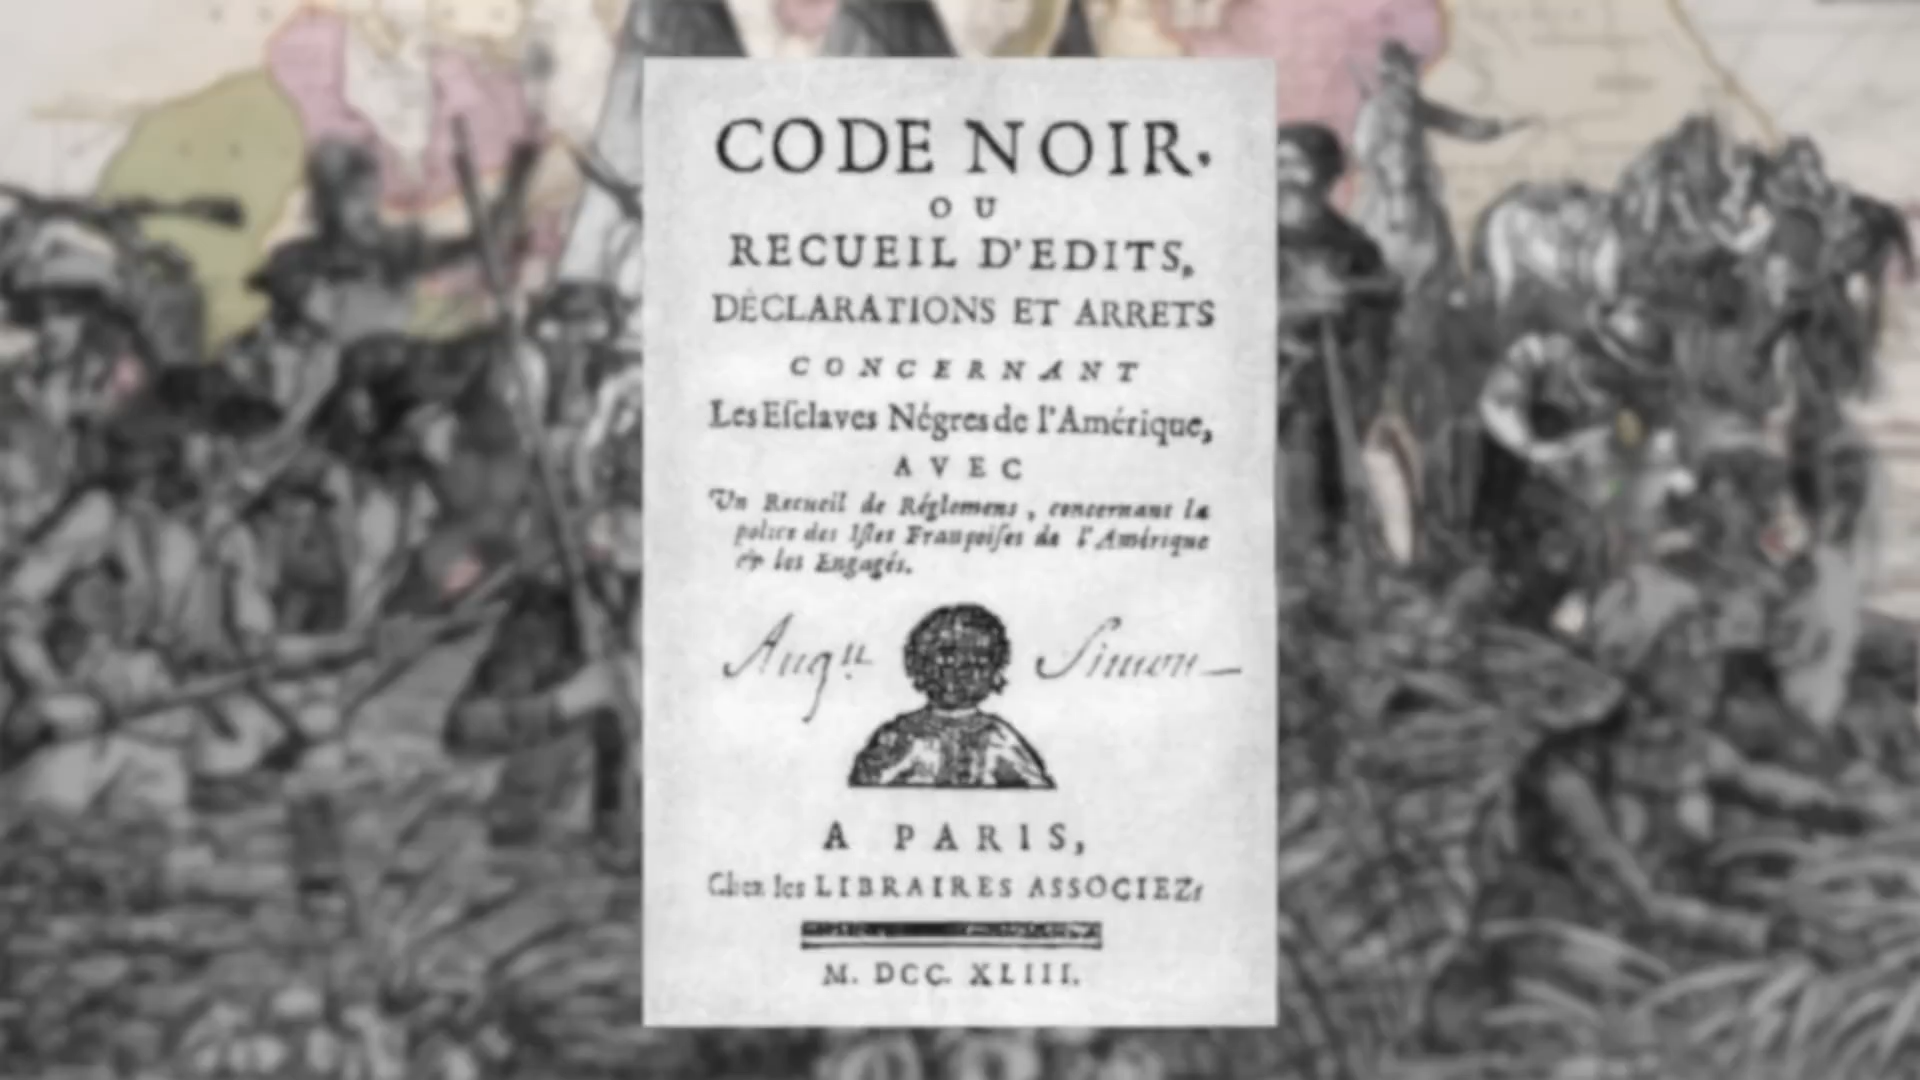 CODE NOIR.
OU
RECUEIL D'EDITS,
DÉCLARATIONS ET ARRETS
CONCERNANT
Les Eſclaves Négres de l'Amérique,
AVEC
Un Recueil de Réglemens, concernant la
police des Iſles Françoiſes de l'Amérique
& les Engagés.
Simon
A PARIS,
Chez les LIBRAIRES ASSOCIEZ,
M. DCC. XLIII.